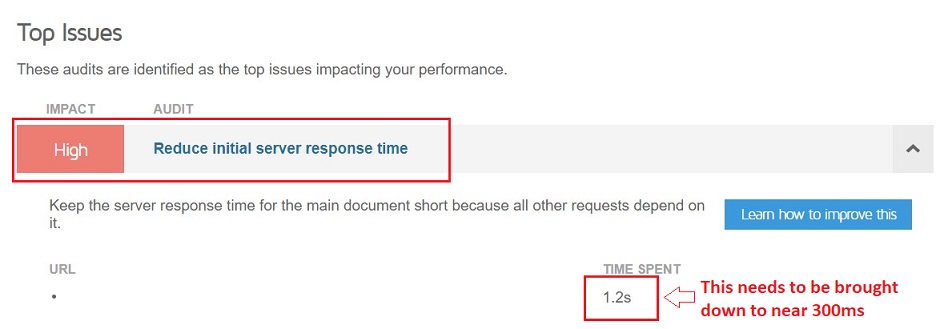 Top Issues
These audits are identified as the top issues impacting your performance.
IMPACT AUDIT
High Reduce initial server response time
Keep the server response time for the main document short because all other requests depend on
it.
Learn how to improve this
URL TIME SPENT
• 1.2s
This needs to be brought
down to near 300ms